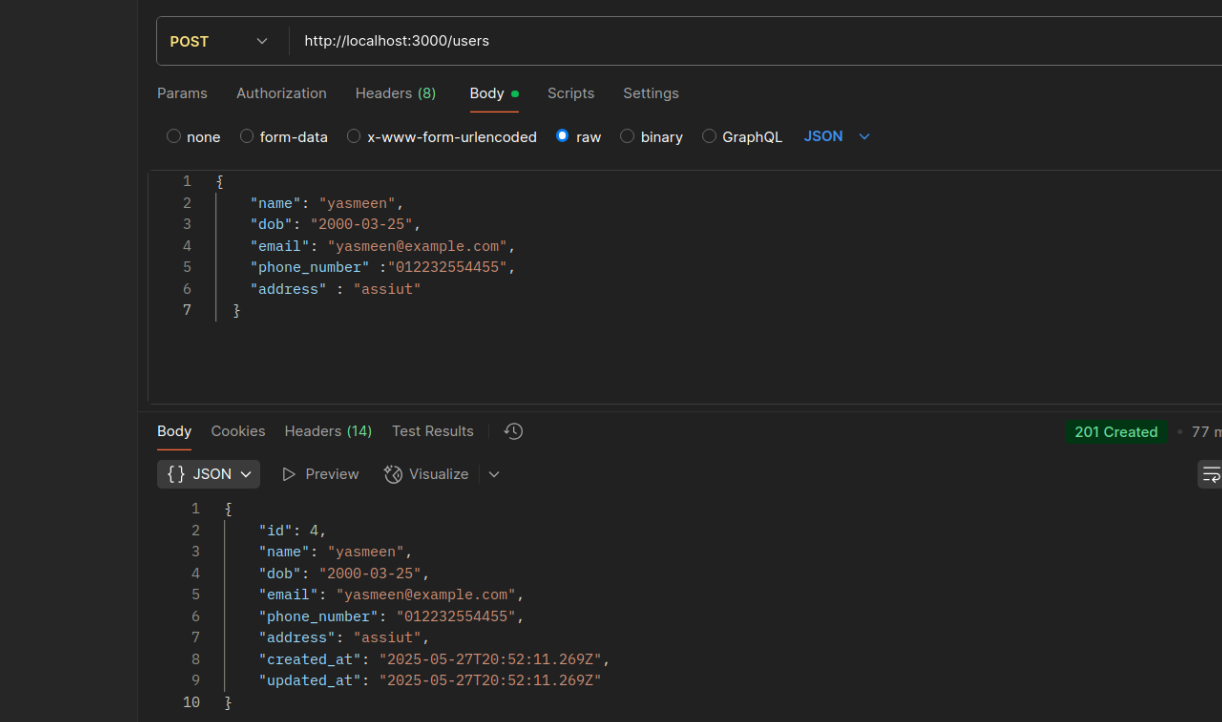 POST http://localhost:3000/users
Params Authorization Headers (8) Body Scripts Settings
none form-data x-www-form-urlencoded raw binary GraphQL JSON
1 {
2 "name": "yasmeen",
3 "dob": "2000-03-25",
4 "email": "yasmeen@example.com",
5 "phone_number" :"012232554455",
6 "address" : "assiut"
7 }
Body Cookies Headers (14) Test Results 201 Created • 77 m
{} JSON Preview Visualize
1 {
2 "id": 4,
3 "name": "yasmeen",
4 "dob": "2000-03-25",
5 "email": "yasmeen@example.com",
6 "phone_number": "012232554455",
7 "address": "assiut",
8 "created_at": "2025-05-27T20:52:11.269Z",
9 "updated_at": "2025-05-27T20:52:11.269Z"
10 }